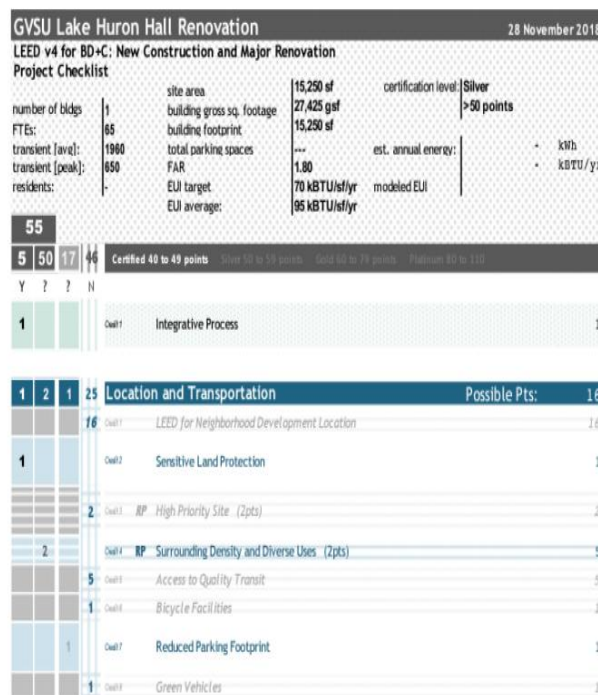 GVSU Lake Huron Hall Renovation 28 November 2018
LEED v4 for BD+C: New Construction and Major Renovation
Project Checklist
site area 15,250 sf certification level: Silver
number of bldgs 1 building gross sq. footage 27,425 gsf >50 points
FTEs: 65 building footprint 15,250 sf
transient [avg]: 1960 total parking spaces --- est. annual energy: - kWh
transient [peak]: 650 FAR 1.80 - kBTU/y
residents: - EUI target 70 kBTU/sf/yr modeled EUI
EUI average: 95 kBTU/sf/yr
55
5 50 17 46 Certified 40 to 49 points Silver 50 to 59 points Gold 60 to 79 points Platinum 80 to 110
Y ? ? N
1 Credit 1 Integrative Process 1
1 2 1 25 Location and Transportation Possible Pts: 16
16 Credit 1 LEED for Neighborhood Development Location 16
1 Credit 2 Sensitive Land Protection 1
2 Credit 3 RP High Priority Site (2pts) 2
2 Credit 4 RP Surrounding Density and Diverse Uses (2pts) 5
5 Credit 5 Access to Quality Transit 5
1 Credit 6 Bicycle Facilities 1
1 Credit 7 Reduced Parking Footprint 1
1 Credit 8 Green Vehicles 1